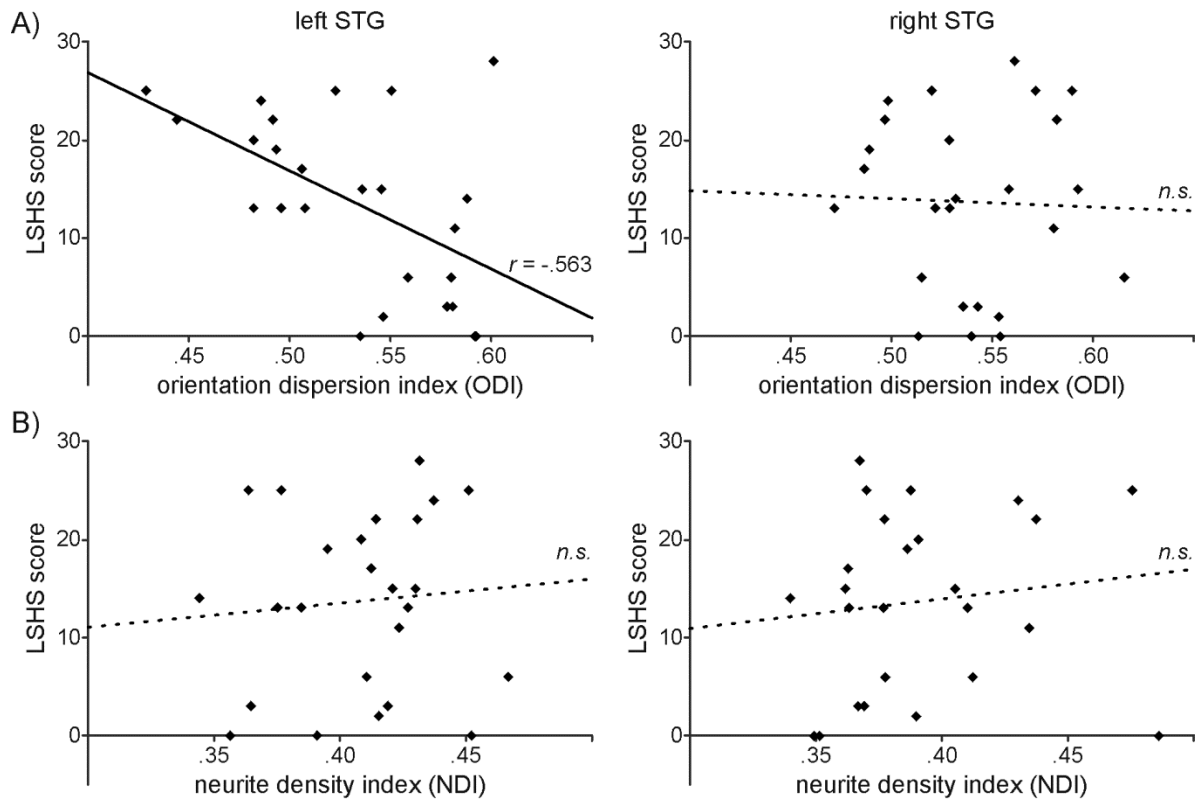 A)
left STG
right STG
30
20
10
0
LSHS score
r = -.563
.45
.50
.55
.60
orientation dispersion index (ODI)
30
20
10
0
LSHS score
n.s.
.45
.50
.55
.60
orientation dispersion index (ODI)
B)
30
20
10
0
LSHS score
n.s.
.35
.40
.45
neurite density index (NDI)
30
20
10
0
LSHS score
n.s.
.35
.40
.45
neurite density index (NDI)